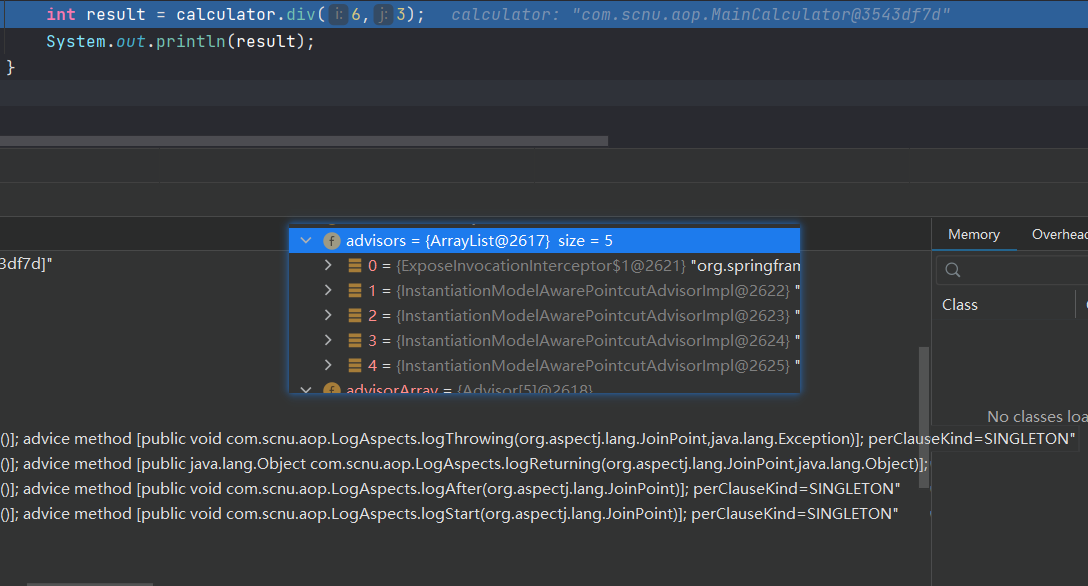 int result = calculator.div( i: 6, j: 3); calculator: "com.scnu.aop.MainCalculator@3543df7d"
System.out.println(result);
}
Memory Overhead
f advisors = {ArrayList@2617} size = 5
3df7d]"
0 = {ExposeInvocationInterceptor$1@2621} "org.springfram
1 = {InstantiationModelAwarePointcutAdvisorImpl@2622} "
Class
2 = {InstantiationModelAwarePointcutAdvisorImpl@2623} "
3 = {InstantiationModelAwarePointcutAdvisorImpl@2624} "
4 = {InstantiationModelAwarePointcutAdvisorImpl@2625} "
f advisorArray = {Advisor[5]@2618}
No classes loa
()]; advice method [public void com.scnu.aop.LogAspects.logThrowing(org.aspectj.lang.JoinPoint,java.lang.Exception)]; perClauseKind=SINGLETON"
()]; advice method [public java.lang.Object com.scnu.aop.LogAspects.logReturning(org.aspectj.lang.JoinPoint,java.lang.Object)];
()]; advice method [public void com.scnu.aop.LogAspects.logAfter(org.aspectj.lang.JoinPoint)]; perClauseKind=SINGLETON"
()]; advice method [public void com.scnu.aop.LogAspects.logStart(org.aspectj.lang.JoinPoint)]; perClauseKind=SINGLETON"